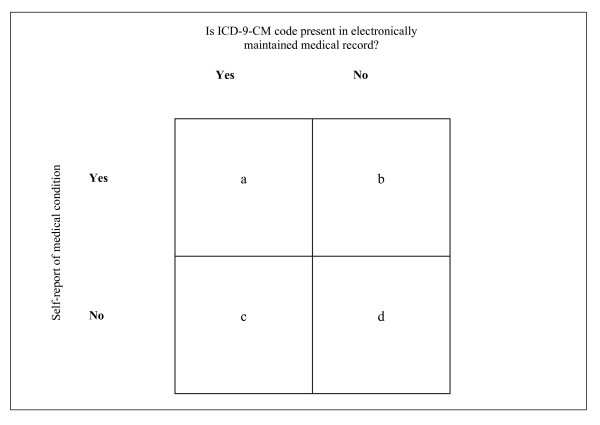 Is ICD-9-CM code present in electronically
maintained medical record?
Yes No
Self-report of medical condition
Yes a b
No c d